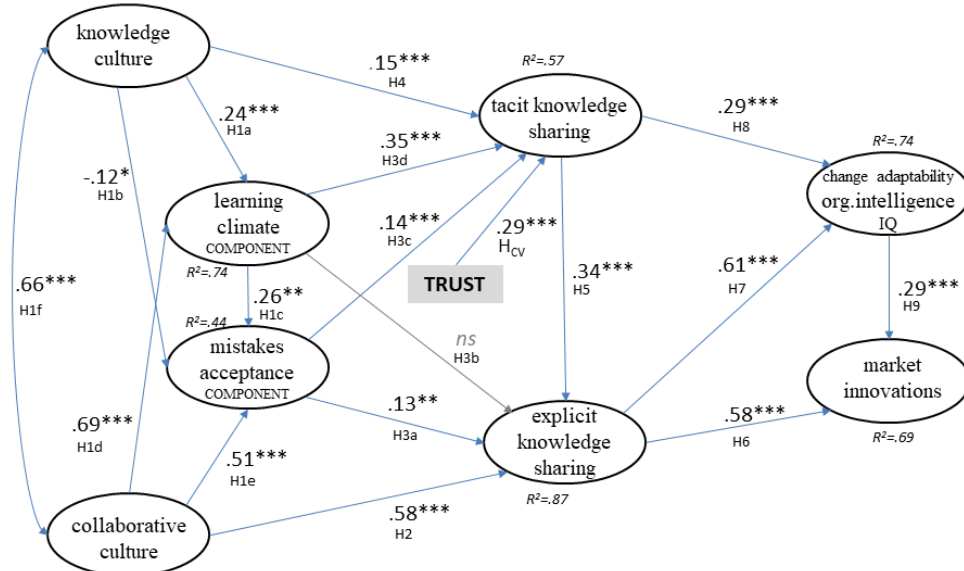 knowledge
culture
.15***
H4
R²=.57
tacit knowledge
sharing
.29***
H8
R²=.74
change adaptability
org.intelligence
IQ
.24***
H1a
.35***
H3d
-.12*
H1b
learning
climate
COMPONENT
R²=.74
.14***
H3c
.29***
HCV
TRUST
.34***
H5
.61***
H7
.29***
H9
.66***
H1f
.26**
H1c
R²=.44
mistakes
acceptance
COMPONENT
ns
H3b
market
innovations
R²=.69
.69***
H1d
.13**
H3a
explicit
knowledge
sharing
R²=.87
.58***
H6
.51***
H1e
.58***
H2
collaborative
culture